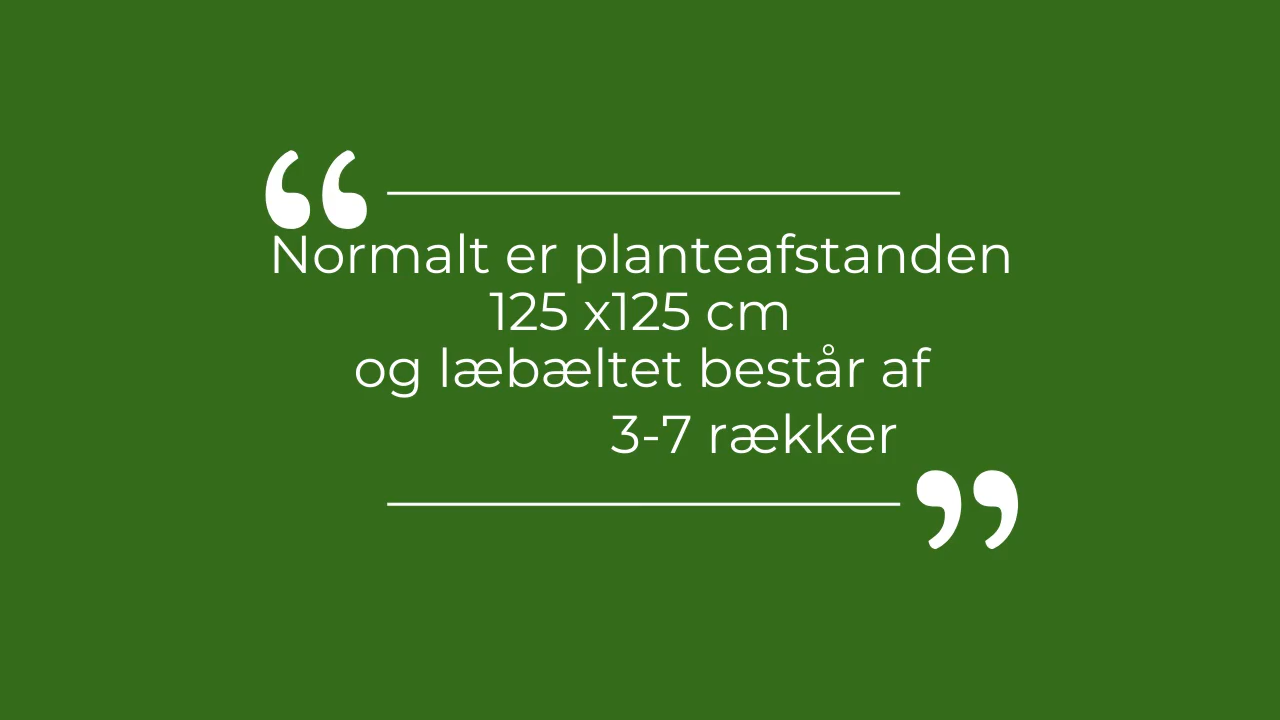 “
Normalt er planteafstanden
125 x125 cm
og læbæltet består af
3-7 rækker
”